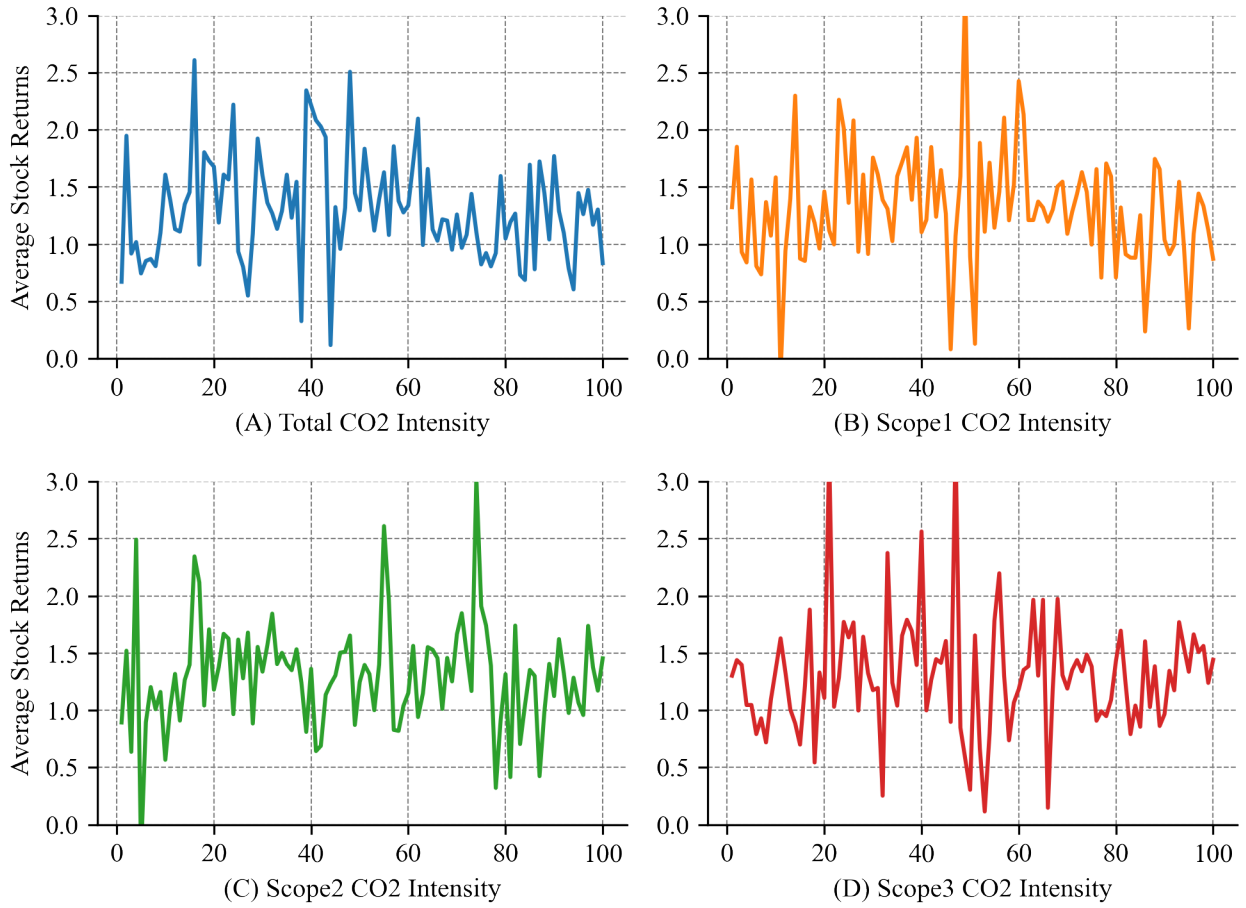 Average Stock Returns
3.0
2.5
2.0
1.5
1.0
0.5
0.0
0 20 40 60 80 100
(A) Total CO2 Intensity
3.0
2.5
2.0
1.5
1.0
0.5
0.0
0 20 40 60 80 100
(B) Scope1 CO2 Intensity
Average Stock Returns
3.0
2.5
2.0
1.5
1.0
0.5
0.0
0 20 40 60 80 100
(C) Scope2 CO2 Intensity
3.0
2.5
2.0
1.5
1.0
0.5
0.0
0 20 40 60 80 100
(D) Scope3 CO2 Intensity